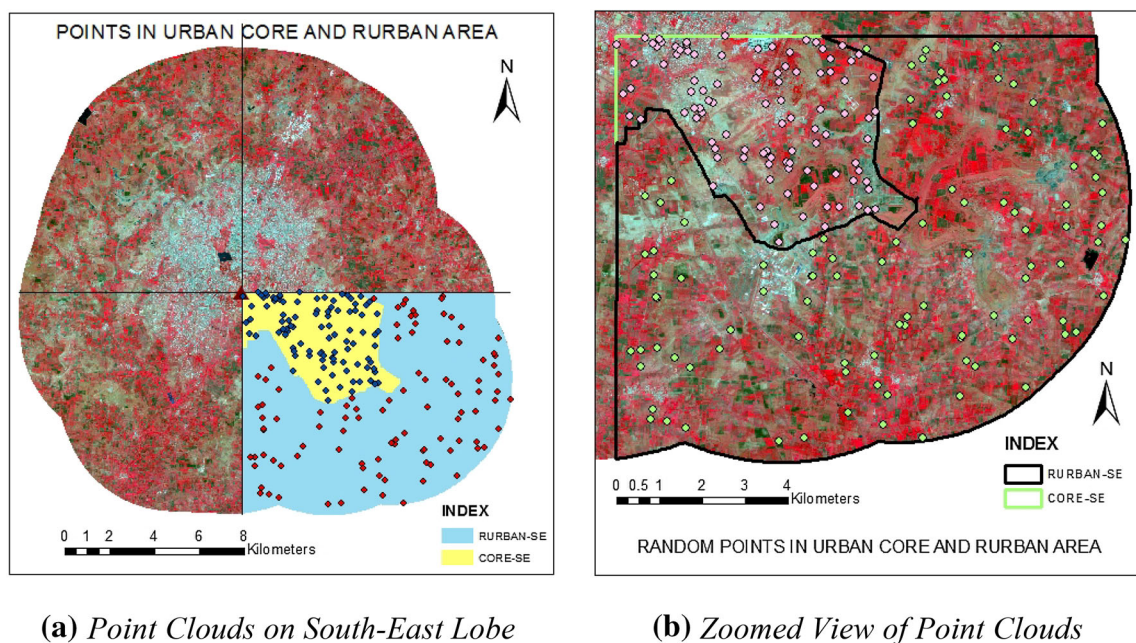 POINTS IN URBAN CORE AND RURBAN AREA
N
0 1 2 4 6 8
Kilometers
INDEX
RURBAN-SE
CORE-SE
(a) Point Clouds on South-East Lobe
N
0 0.5 1 2 3 4
Kilometers
INDEX
RURBAN-SE
CORE-SE
RANDOM POINTS IN URBAN CORE AND RURBAN AREA
(b) Zoomed View of Point Clouds